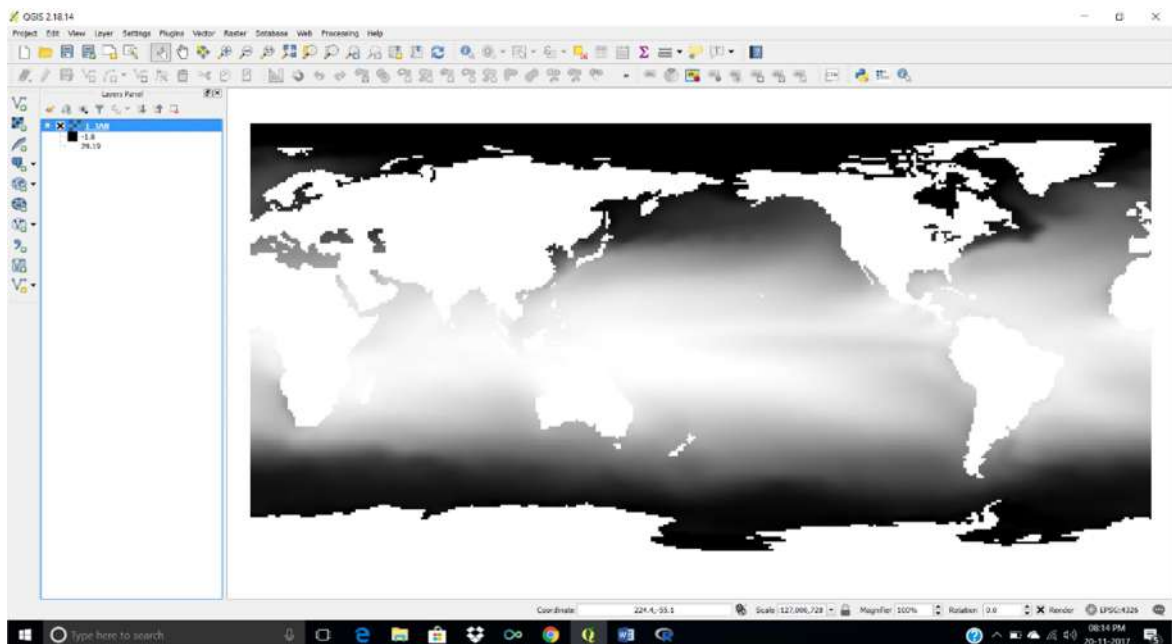 QGIS 2.18.14
Project Edit View Layer Settings Plugins Vector Raster Database Web Processing Help
Layers Panel
1_JAN
-1.8
29.19
Coordinate: 224.4,-55.1 Scale 127,000,728 Magnifier 100% Rotation 0.0 Render EPSG:4326
Type here to search
08:14 PM
20-11-2017